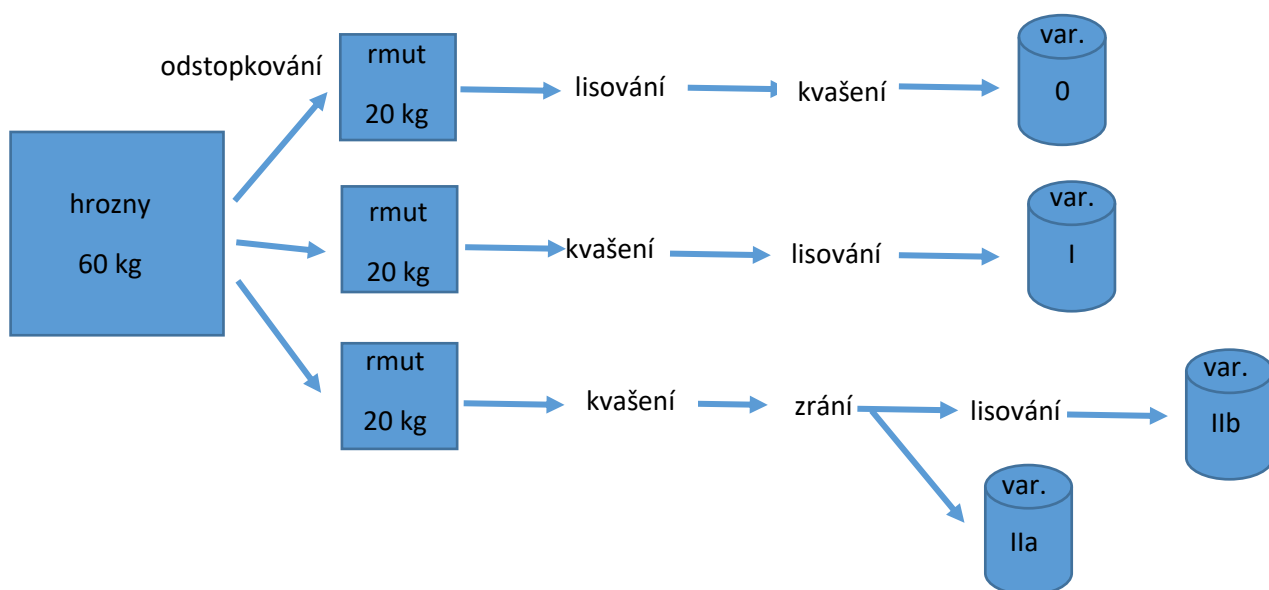 odstopkování
rmut
20 kg
lisování
kvašení
var.
0
hrozny
60 kg
rmut
20 kg
kvašení
lisování
var.
I
rmut
20 kg
kvašení
zrání
lisování
var.
IIb
var.
IIa